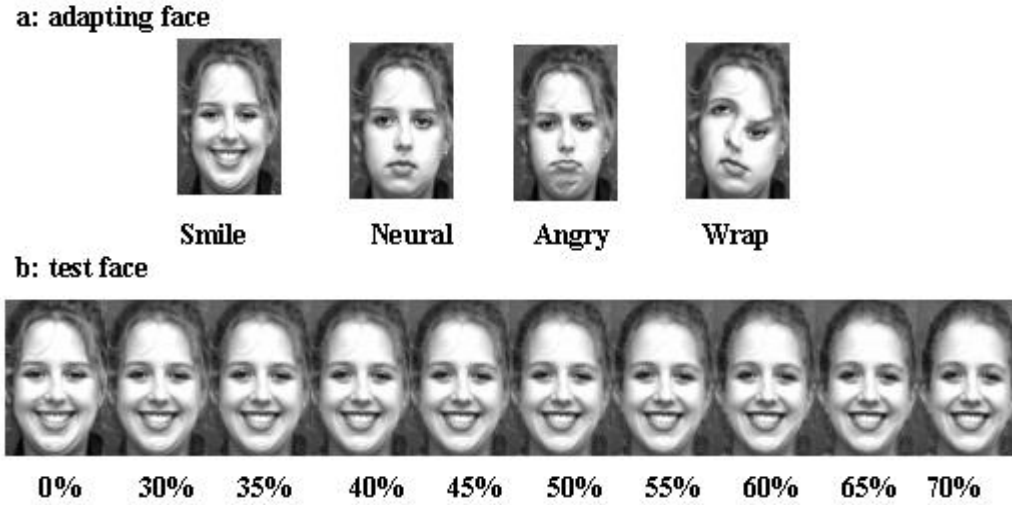 a: adapting face
Smile Neural Angry Wrap
b: test face
0% 30% 35% 40% 45% 50% 55% 60% 65% 70%